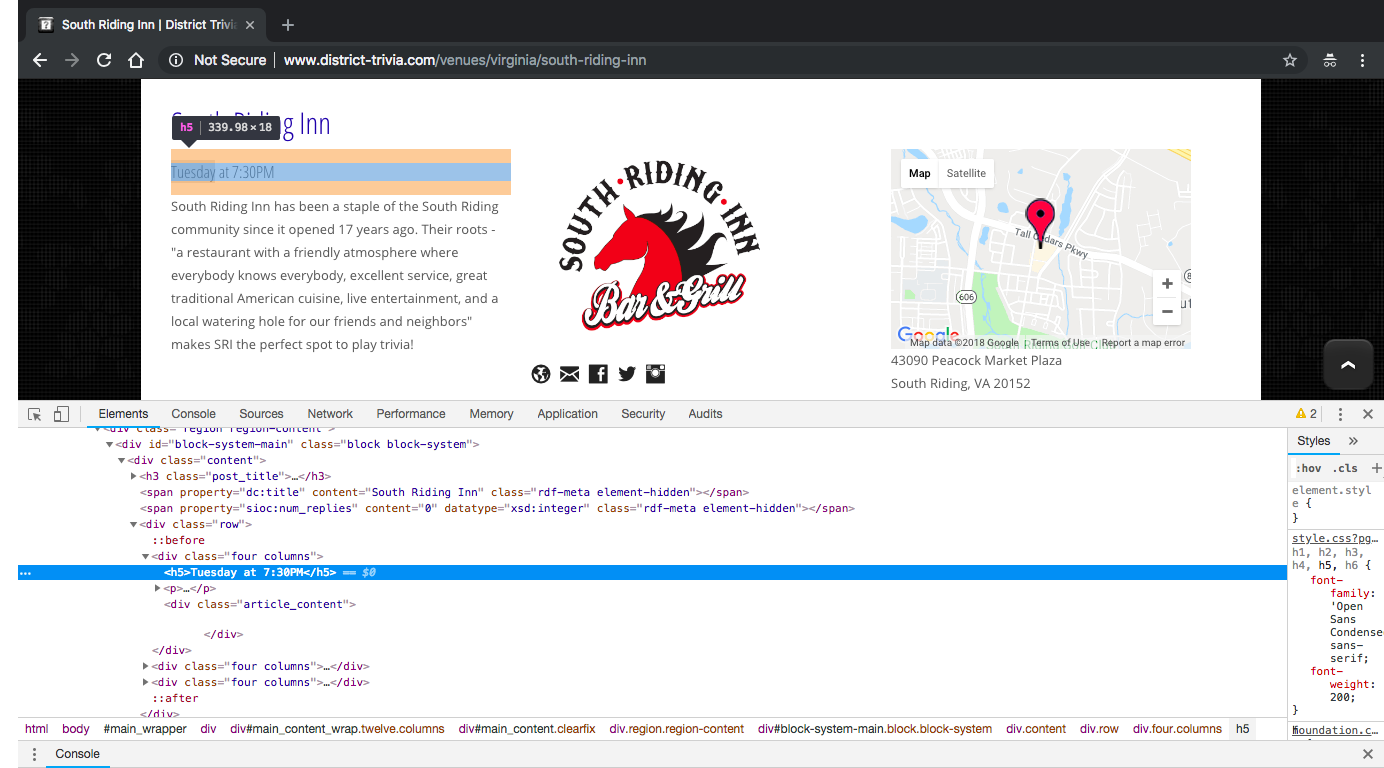 South Riding Inn | District Trivi
Not Secure | www.district-trivia.com/venues/virginia/south-riding-inn
South Riding Inn
h5 | 339.98 × 18
Tuesday at 7:30PM
South Riding Inn has been a staple of the South Riding
community since it opened 17 years ago. Their roots -
"a restaurant with a friendly atmosphere where
everybody knows everybody, excellent service, great
traditional American cuisine, live entertainment, and a
local watering hole for our friends and neighbors"
makes SRI the perfect spot to play trivia!
SOUTH·RIDING·INN
Bar & Grill
Map Satellite
Tall Cedars Pkwy
606
Google
Map data ©2018 Google Terms of Use Report a map error
43090 Peacock Market Plaza
South Riding, VA 20152
Elements Console Sources Network Performance Memory Application Security Audits 2
<div class="region region-content">
<div id="block-system-main" class="block block-system">
<div class="content">
<h3 class="post_title">…</h3>
<span property="dc:title" content="South Riding Inn" class="rdf-meta element-hidden"></span>
<span property="sioc:num_replies" content="0" datatype="xsd:integer" class="rdf-meta element-hidden"></span>
<div class="row">
::before
<div class="four columns">
<h5>Tuesday at 7:30PM</h5> == $0
<p>…</p>
<div class="article_content">
</div>
</div>
<div class="four columns">…</div>
<div class="four columns">…</div>
::after
</div>
Styles »
:hov .cls +
element.styl
e {
}
style.css?pg…
h1, h2, h3,
h4, h5, h6 {
font-
family:
'Open
Sans
Condense
sans-
serif;
font-
weight:
200;
}
foundation.c…
html body #main_wrapper div div#main_content_wrap.twelve.columns div#main_content.clearfix div.region.region-content div#block-system-main.block.block-system div.content div.row div.four.columns h5
Console